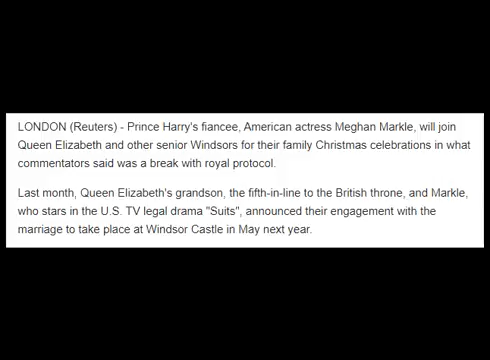 LONDON (Reuters) - Prince Harry's fiancee, American actress Meghan Markle, will join
Queen Elizabeth and other senior Windsors for their family Christmas celebrations in what
commentators said was a break with royal protocol.
Last month, Queen Elizabeth's grandson, the fifth-in-line to the British throne, and Markle,
who stars in the U.S. TV legal drama "Suits", announced their engagement with the
marriage to take place at Windsor Castle in May next year.